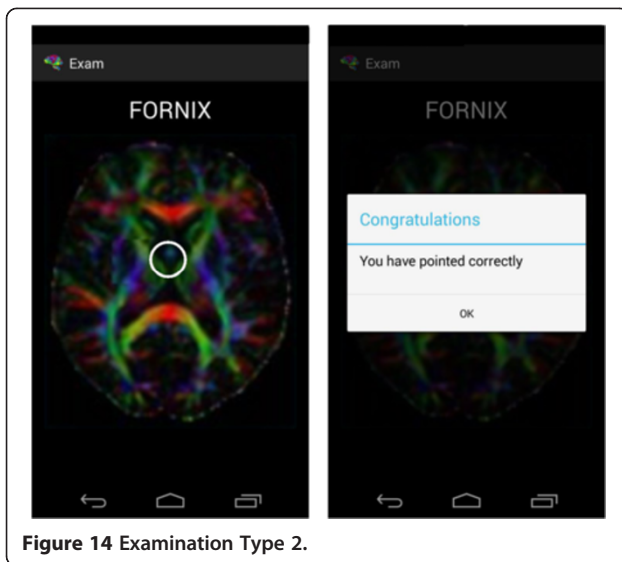 Exam
FORNIX
Exam
FORNIX
Congratulations
You have pointed correctly
OK
Figure 14 Examination Type 2.